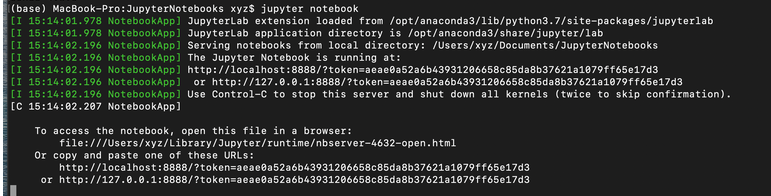 (base) MacBook-Pro:JupyterNotebooks xyz$ jupyter notebook
[I 15:14:01.978 NotebookApp] JupyterLab extension loaded from /opt/anaconda3/lib/python3.7/site-packages/jupyterlab
[I 15:14:01.978 NotebookApp] JupyterLab application directory is /opt/anaconda3/share/jupyter/lab
[I 15:14:02.196 NotebookApp] Serving notebooks from local directory: /Users/xyz/Documents/JupyterNotebooks
[I 15:14:02.196 NotebookApp] The Jupyter Notebook is running at:
[I 15:14:02.196 NotebookApp] http://localhost:8888/?token=aeae0a52a6b43931206658c85da8b37621a1079ff65e17d3
[I 15:14:02.196 NotebookApp]  or http://127.0.0.1:8888/?token=aeae0a52a6b43931206658c85da8b37621a1079ff65e17d3
[I 15:14:02.196 NotebookApp] Use Control-C to stop this server and shut down all kernels (twice to skip confirmation).
[C 15:14:02.207 NotebookApp]
To access the notebook, open this file in a browser:
file:///Users/xyz/Library/Jupyter/runtime/nbserver-4632-open.html
Or copy and paste one of these URLs:
http://localhost:8888/?token=aeae0a52a6b43931206658c85da8b37621a1079ff65e17d3
or http://127.0.0.1:8888/?token=aeae0a52a6b43931206658c85da8b37621a1079ff65e17d3